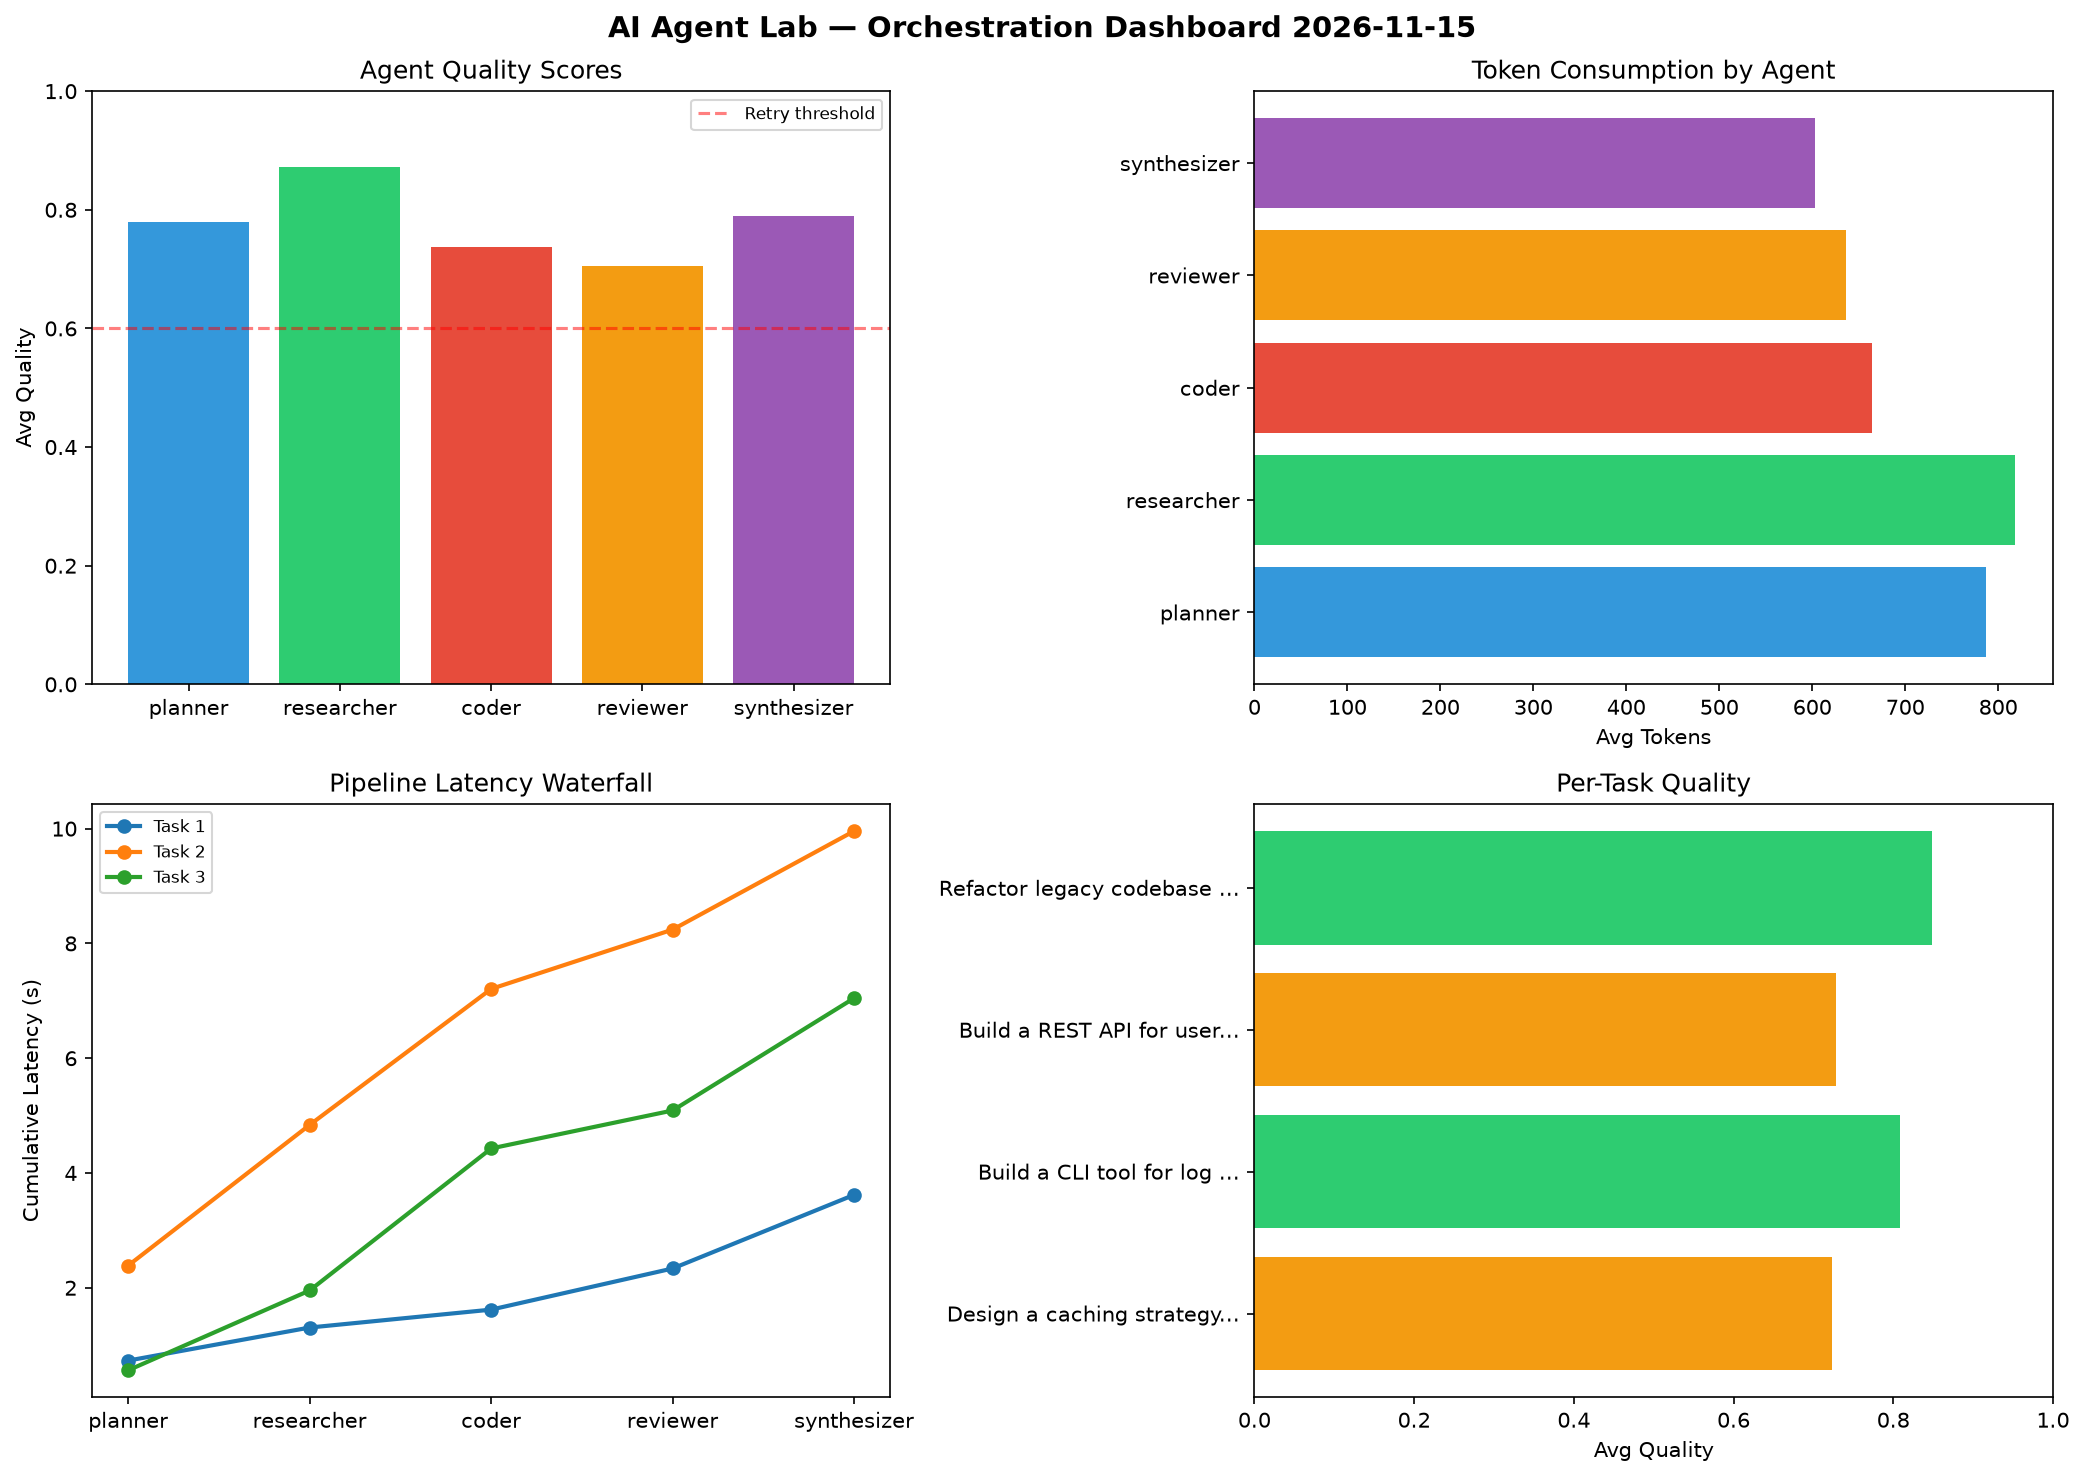 AI Agent Lab — Orchestration Dashboard 2026-11-15
Agent Quality Scores
Avg Quality
1.0
0.8
0.6
0.4
0.2
0.0
Retry threshold
planner researcher coder reviewer synthesizer
Token Consumption by Agent
synthesizer
reviewer
coder
researcher
planner
0 100 200 300 400 500 600 700 800
Avg Tokens
Pipeline Latency Waterfall
Cumulative Latency (s)
10
8
6
4
2
Task 1
Task 2
Task 3
planner researcher coder reviewer synthesizer
Per-Task Quality
Refactor legacy codebase ...
Build a REST API for user...
Build a CLI tool for log ...
Design a caching strategy...
0.0 0.2 0.4 0.6 0.8 1.0
Avg Quality